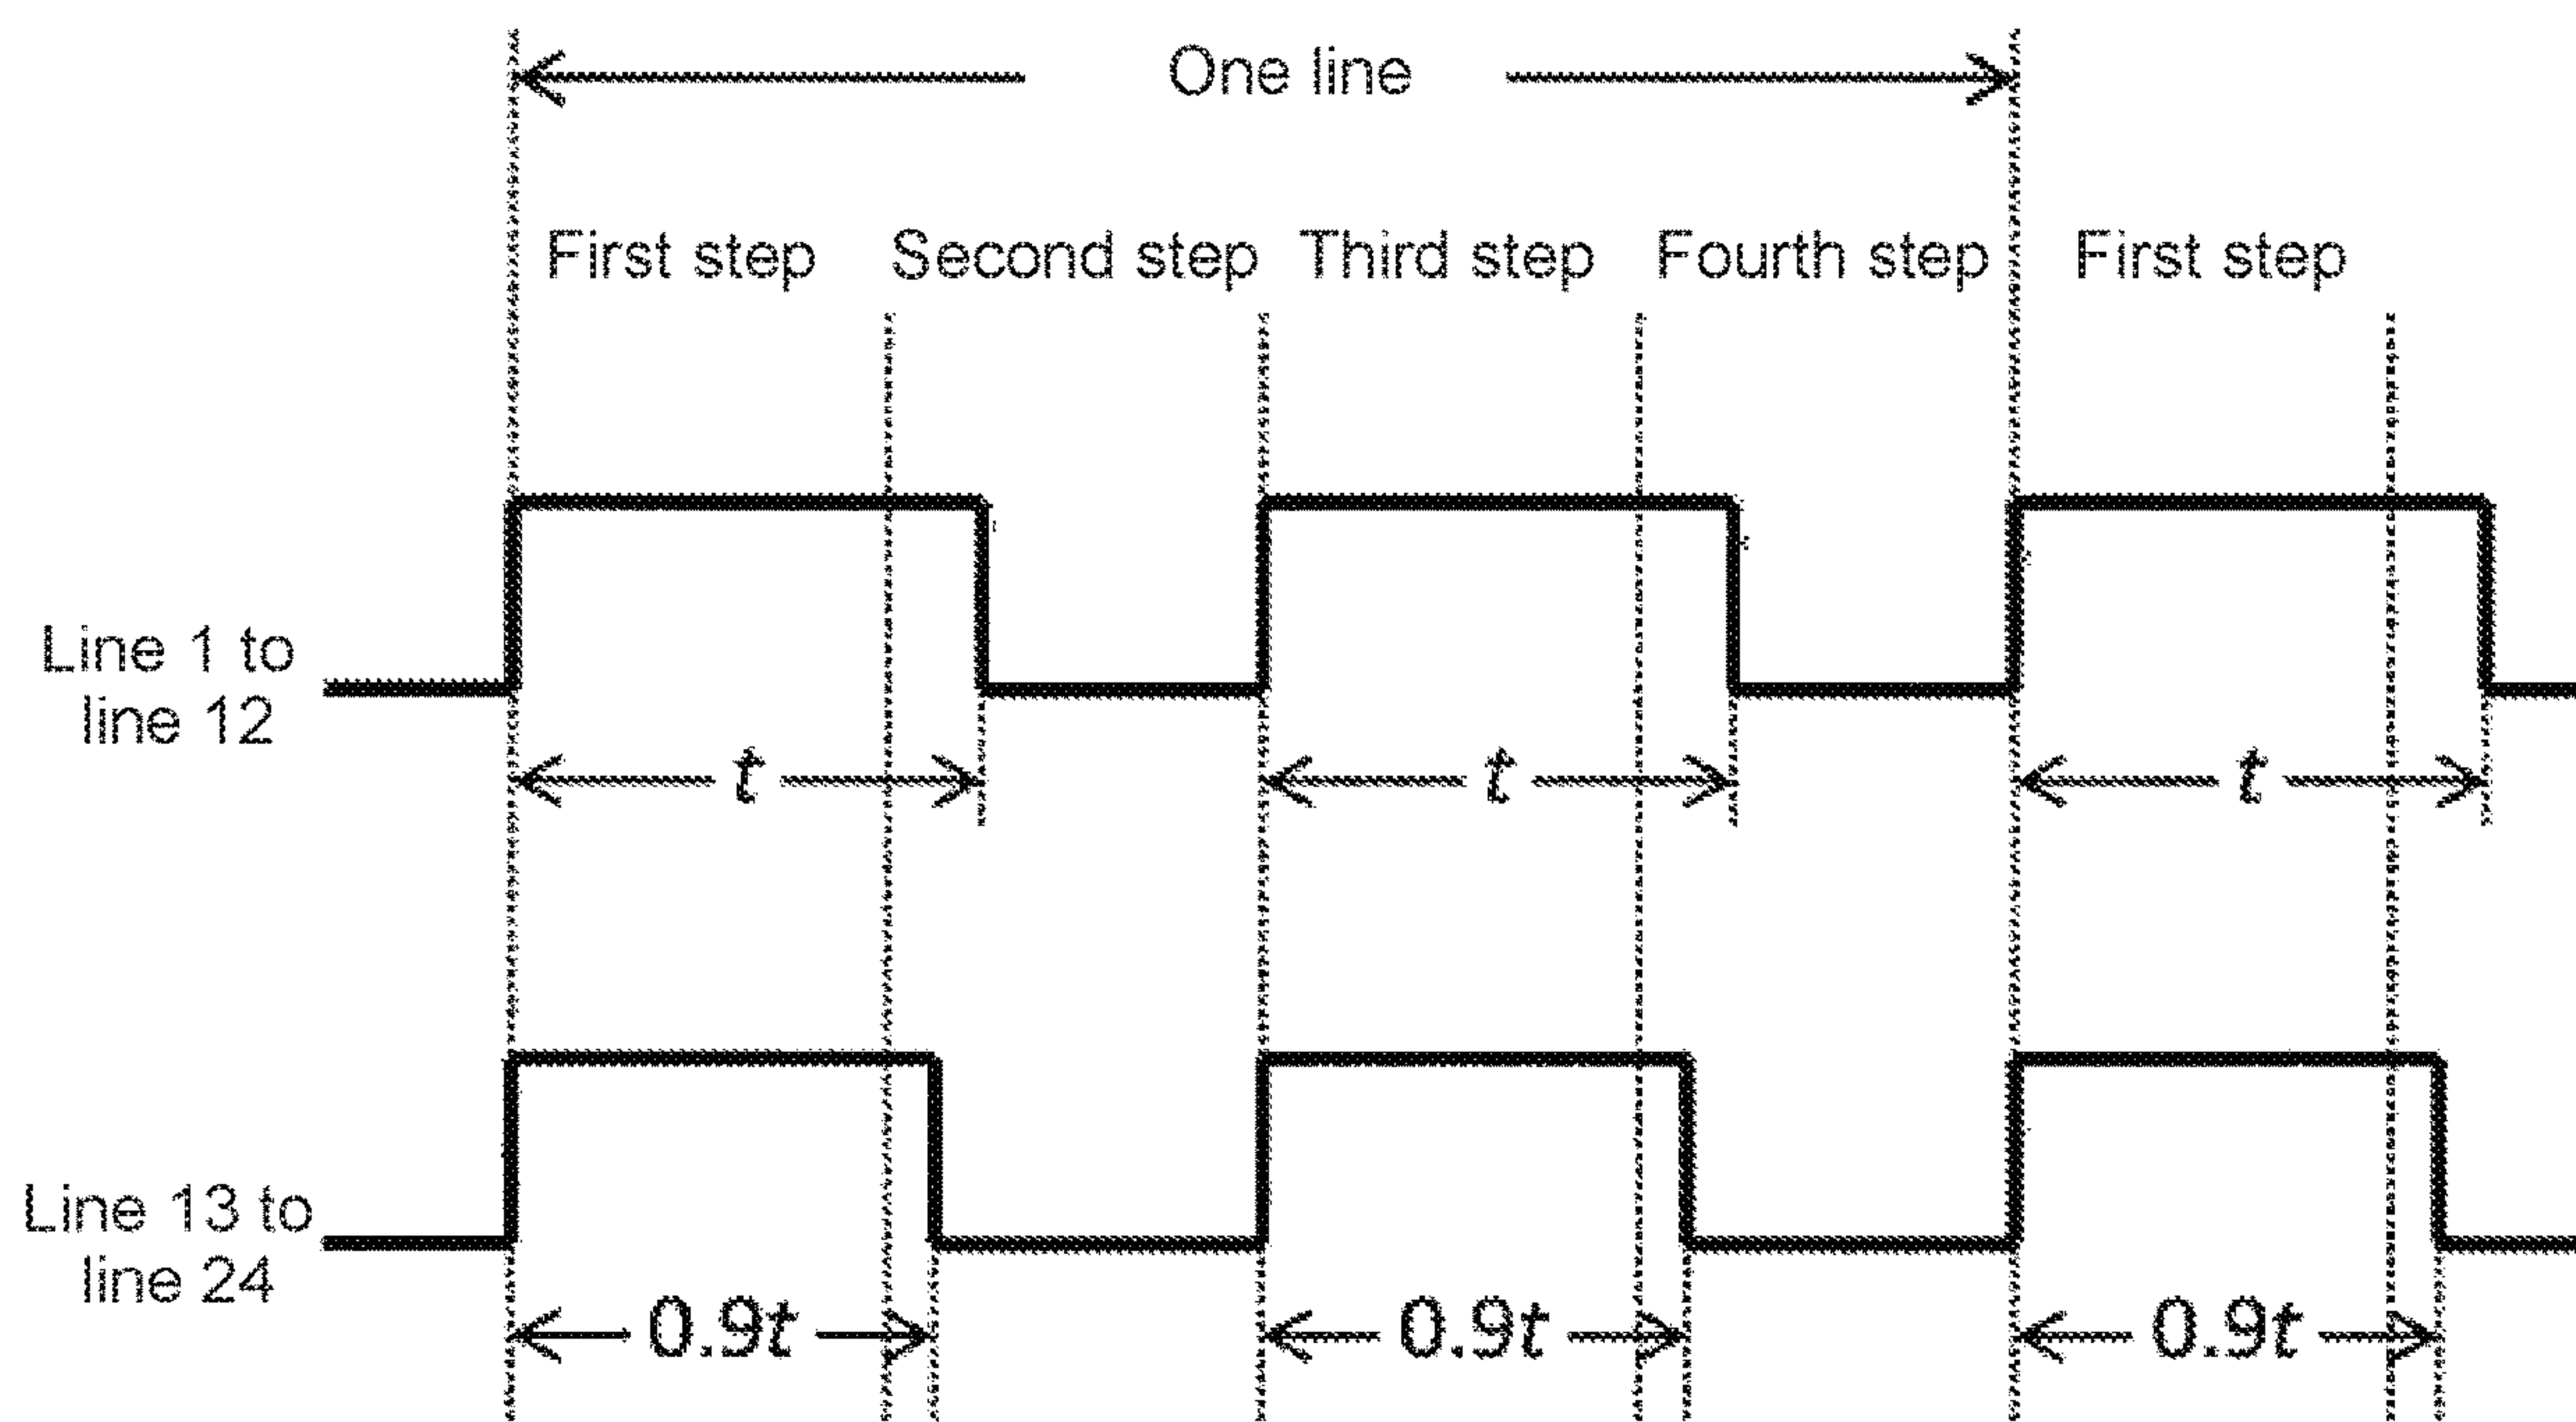 One line
First step Second step Third step Fourth step First step
Line 1 to
line 12
t t t
Line 13 to
line 24
0.9t 0.9t 0.9t